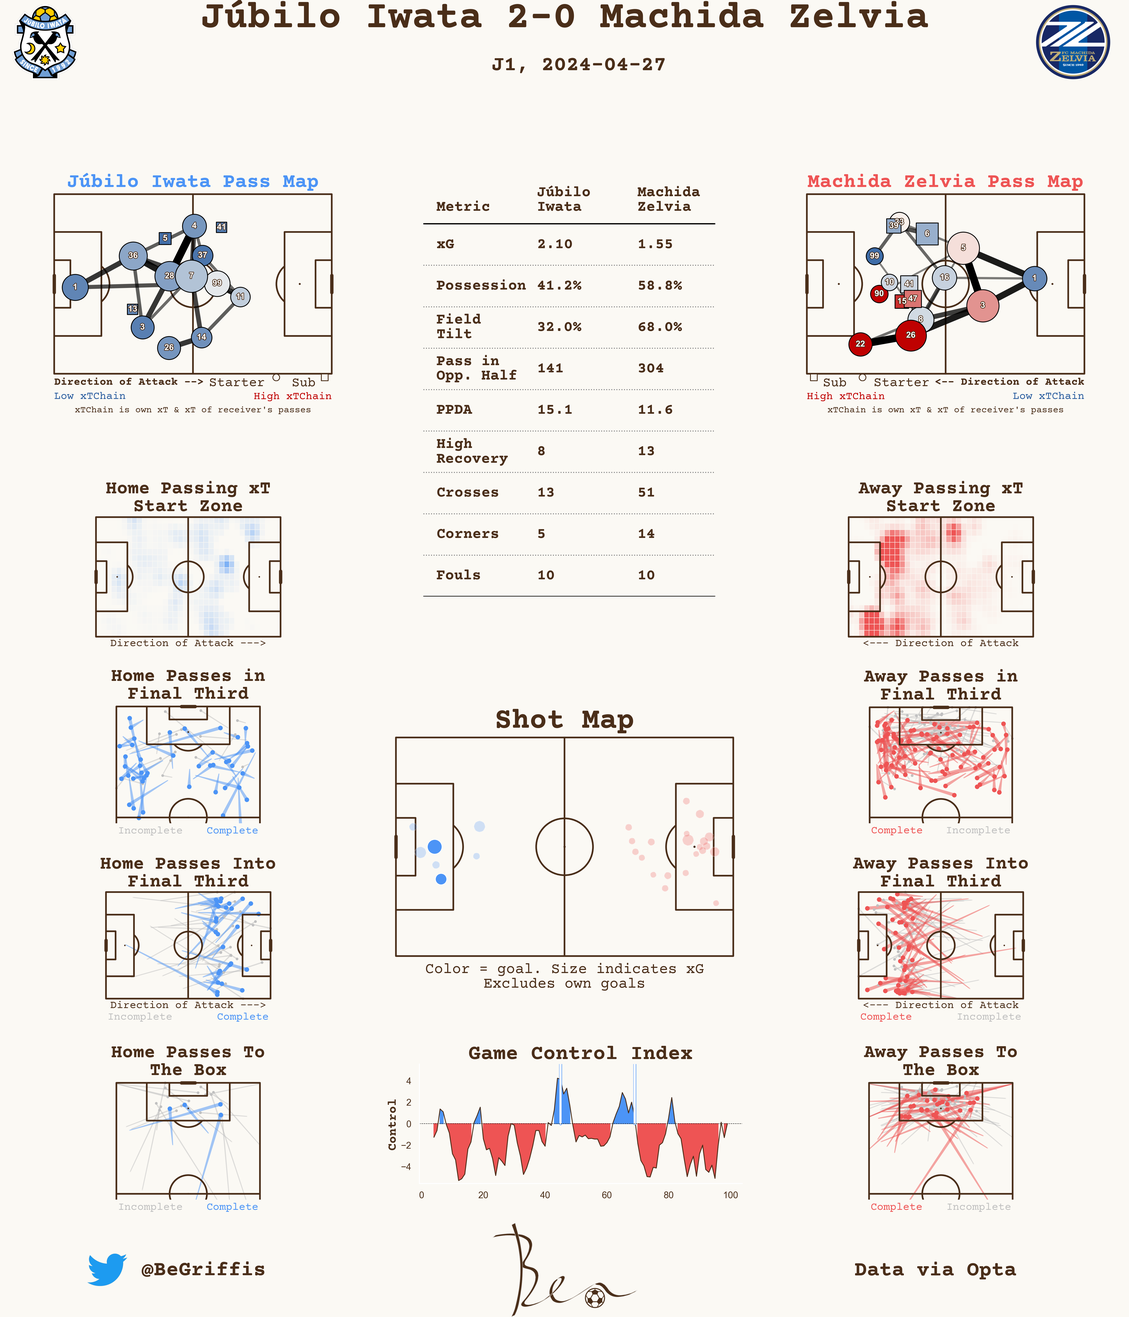 Júbilo Iwata 2-0 Machida Zelvia
J1, 2024-04-27
JUBILO IWATA
FC MACHIDA
ZELVIA
Júbilo Iwata Pass Map
4
41
5
36
37
28
7
99
1
11
13
3
14
26
Direction of Attack --> Starter Sub
Low xTChain High xTChain
xTChain is own xT & xT of receiver's passes
Metric Júbilo Iwata Machida Zelvia
xG 2.10 1.55
Possession 41.2% 58.8%
Field Tilt 32.0% 68.0%
Pass in Opp. Half 141 304
PPDA 15.1 11.6
High Recovery 8 13
Crosses 13 51
Corners 5 14
Fouls 10 10
Machida Zelvia Pass Map
39
6
5
99
16
1
10
41
90
15
47
3
8
26
22
Sub Starter <-- Direction of Attack
High xTChain Low xTChain
xTChain is own xT & xT of receiver's passes
Home Passing xT
Start Zone
Direction of Attack --->
Away Passing xT
Start Zone
<--- Direction of Attack
Home Passes in
Final Third
Incomplete Complete
Away Passes in
Final Third
Complete Incomplete
Shot Map
Color = goal. Size indicates xG
Excludes own goals
Home Passes Into
Final Third
Direction of Attack --->
Incomplete Complete
Away Passes Into
Final Third
<--- Direction of Attack
Complete Incomplete
Home Passes To
The Box
Incomplete Complete
Game Control Index
Control
4
2
0
−2
−4
0 20 40 60 80 100
Away Passes To
The Box
Complete Incomplete
@BeGriffis
Ben
Data via Opta